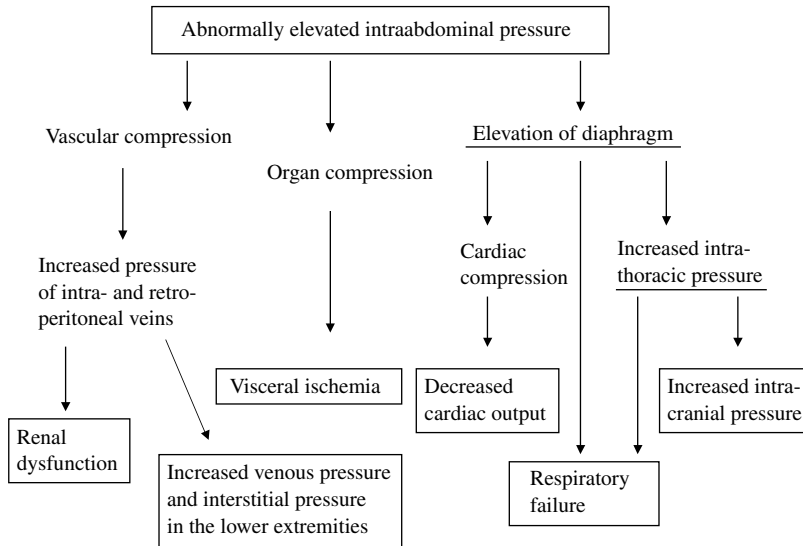 Abnormally elevated intraabdominal pressure
Vascular compression
Elevation of diaphragm
Organ compression
Increased pressure
of intra- and retro-
peritoneal veins
Cardiac
compression
Increased intra-
thoracic pressure
Visceral ischemia
Decreased
cardiac output
Increased intra-
cranial pressure
Renal
dysfunction
Increased venous pressure
and interstitial pressure
in the lower extremities
Respiratory
failure